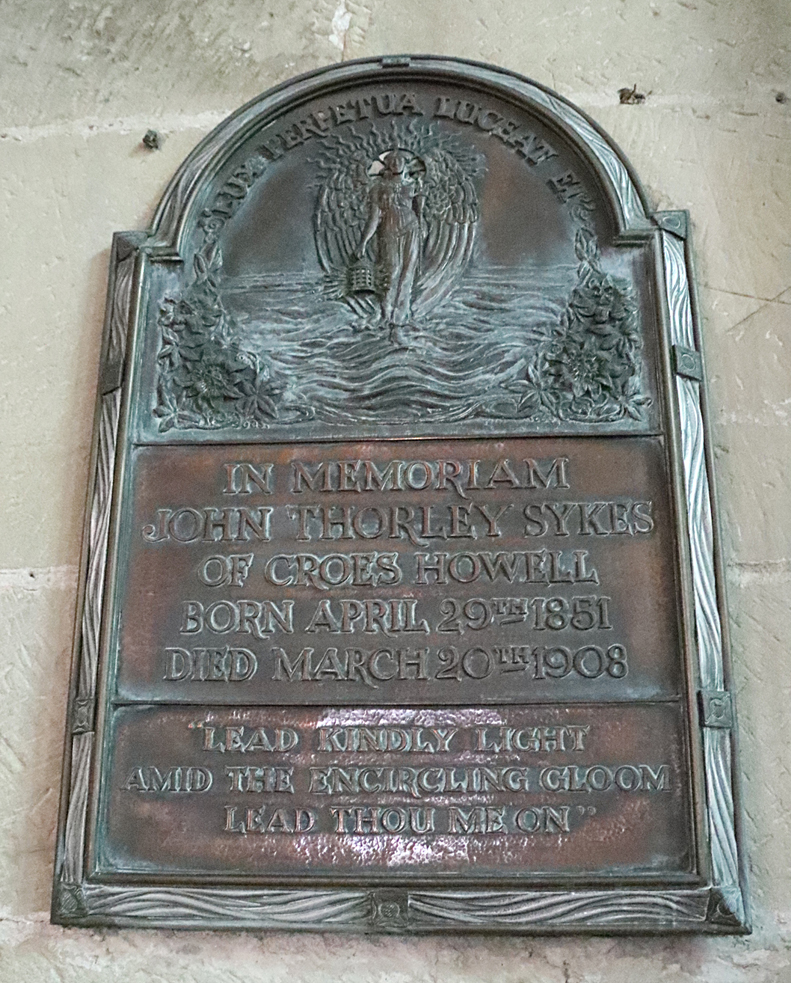 LUX PERPETUA LUCEAT EI
IN MEMORIAM
JOHN THORLEY SYKES
OF CROES HOWELL
BORN APRIL 29TH 1851
DIED MARCH 20TH 1908
"LEAD KINDLY LIGHT
AMID THE ENCIRCLING GLOOM
LEAD THOU ME ON"